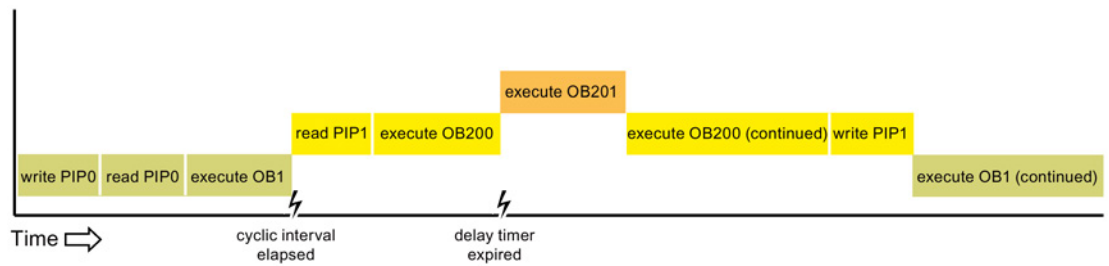 execute OB201
read PIP1
execute OB200
execute OB200 (continued)
write PIP1
write PIP0
read PIP0
execute OB1
execute OB1 (continued)
Time
cyclic interval
elapsed
delay timer
expired